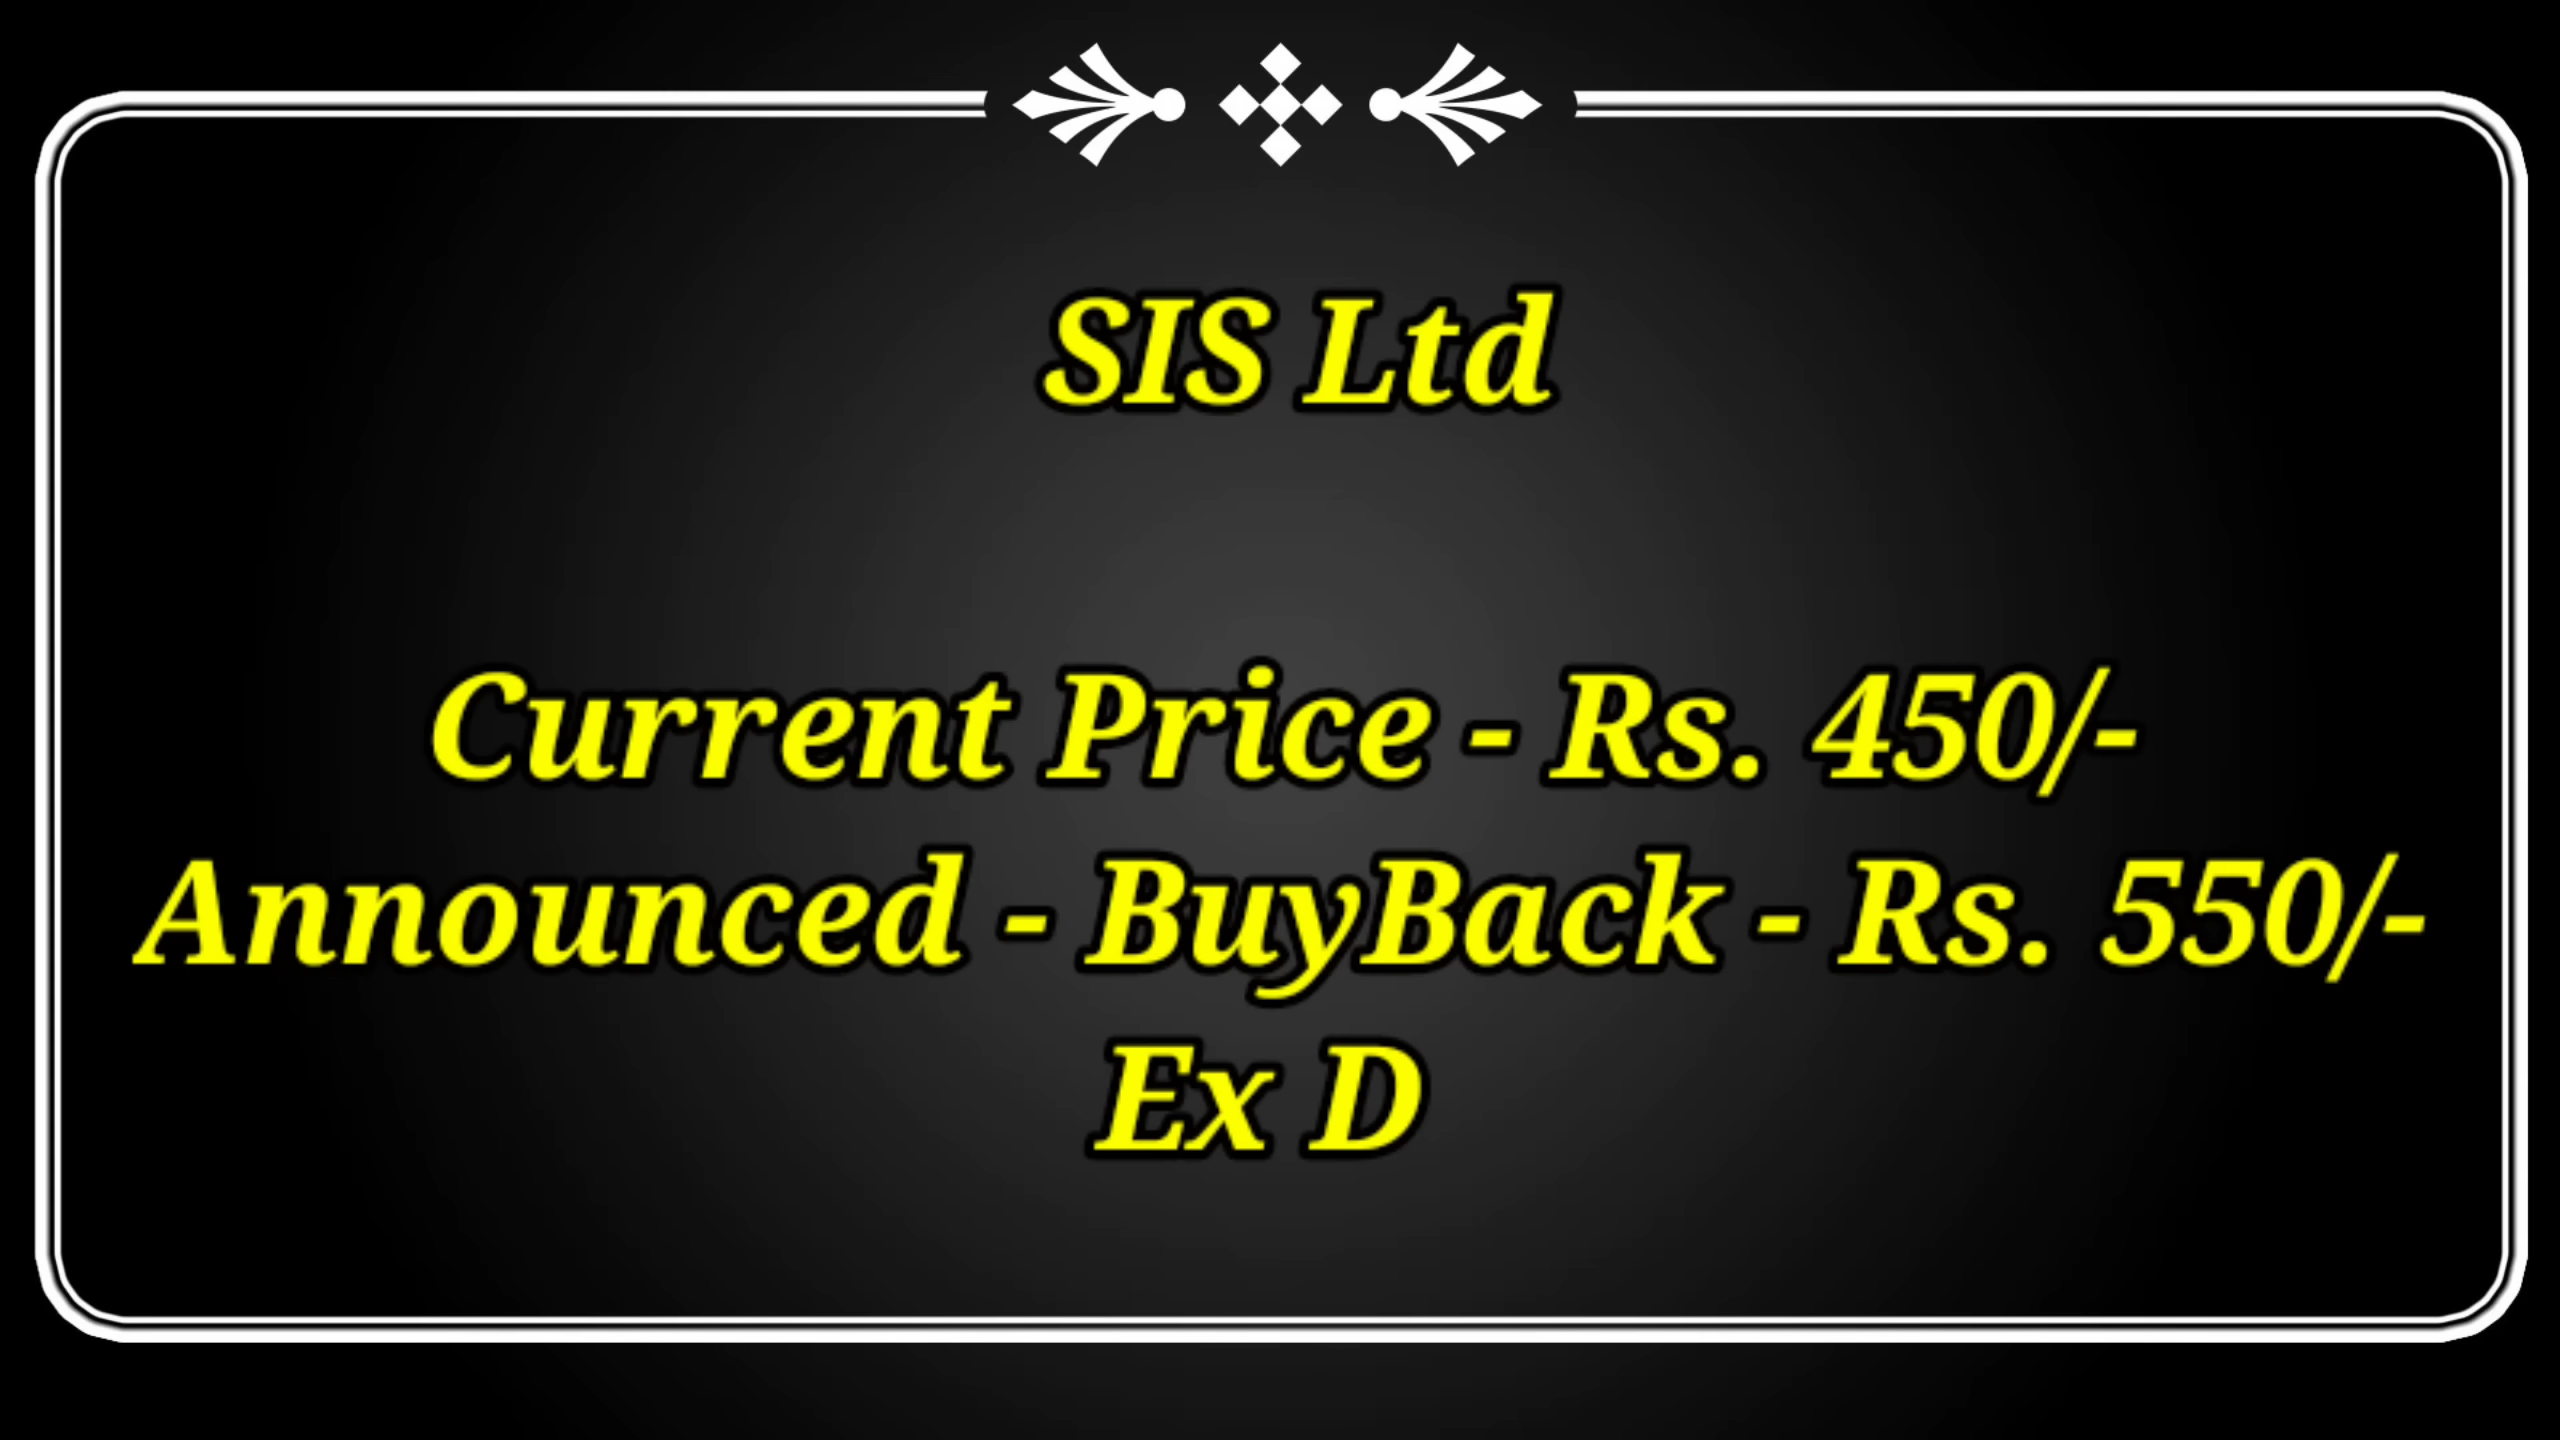 SIS Ltd
Current Price - Rs. 450/-
Announced - BuyBack - Rs. 550/-
Ex D